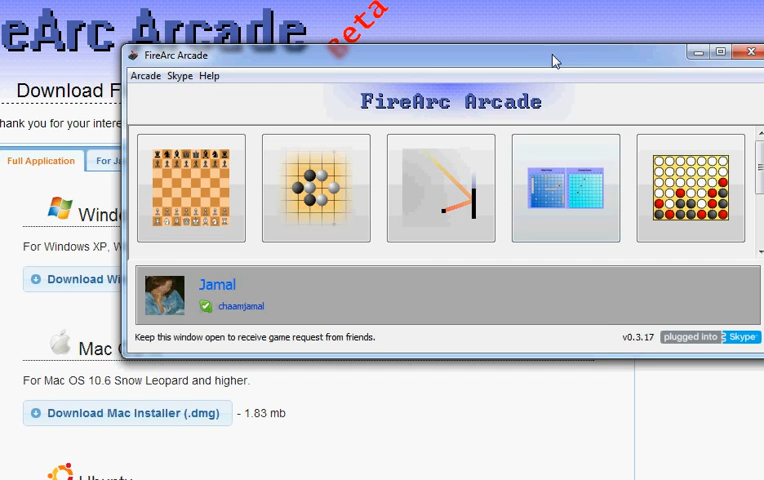 eArc Arcade
Beta
Download F
hank you for your intere
Full Application
For Ja
Windo
For Windows XP, W
Download Wi
Mac
For Mac OS 10.6 Snow Leopard and higher.
Download Mac Installer (.dmg) - 1.83 mb
Ubuntu
FireArc Arcade
Arcade Skype Help
FireArc Arcade
Jamal
chaamjamal
Keep this window open to receive game request from friends.
v0.3.17 plugged into Skype